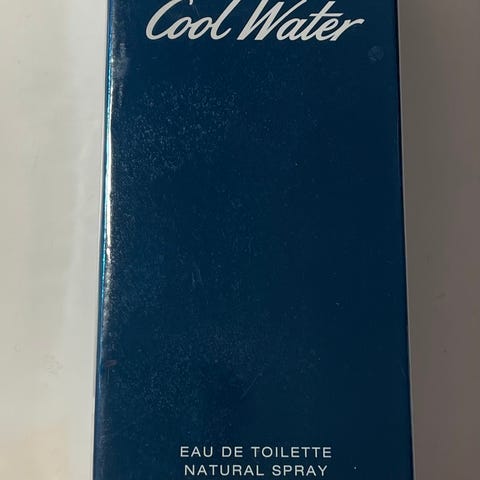 Cool Water
EAU DE TOILETTE
NATURAL SPRAY